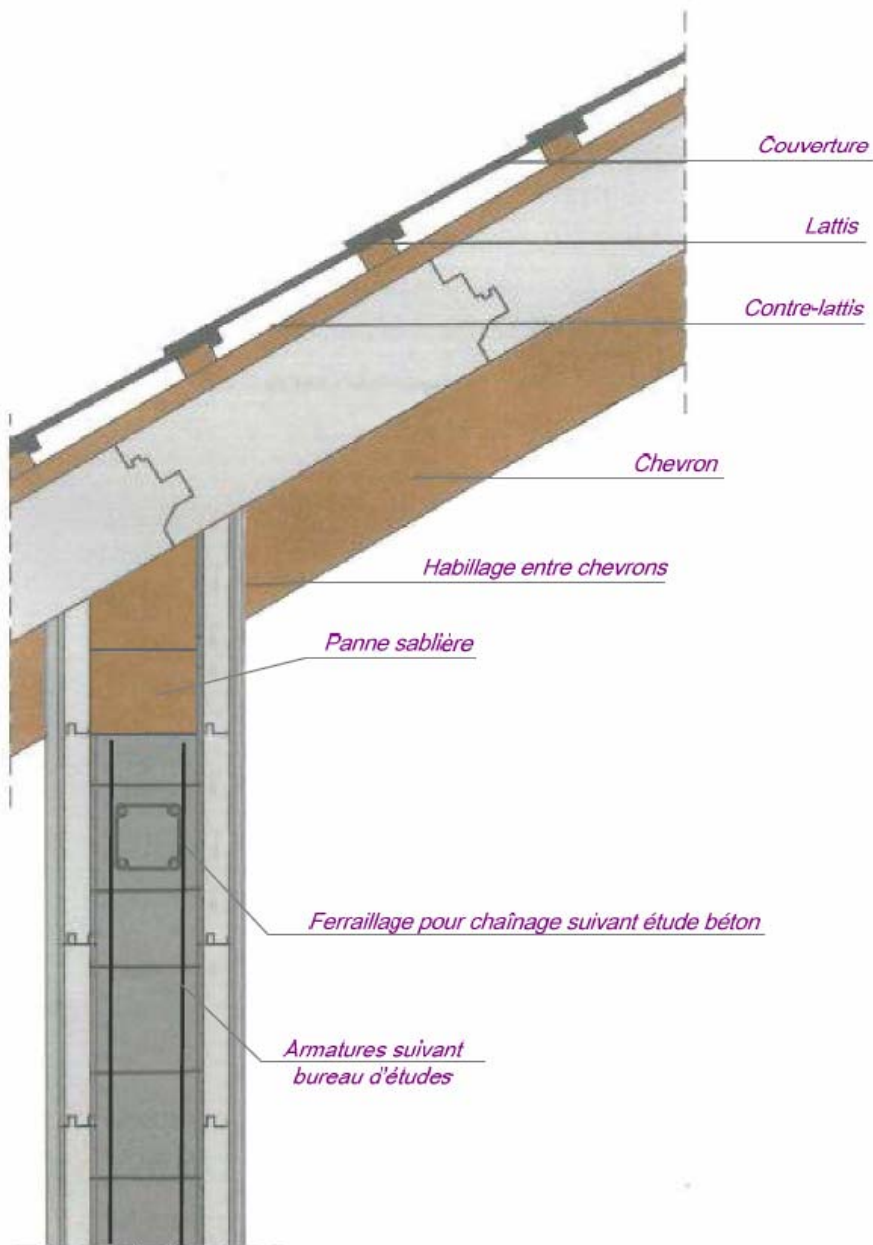 Couverture
Lattis
Contre-lattis
Chevron
Habillage entre chevrons
Panne sablière
Ferraillage pour chaînage suivant étude béton
Armatures suivant
bureau d'études